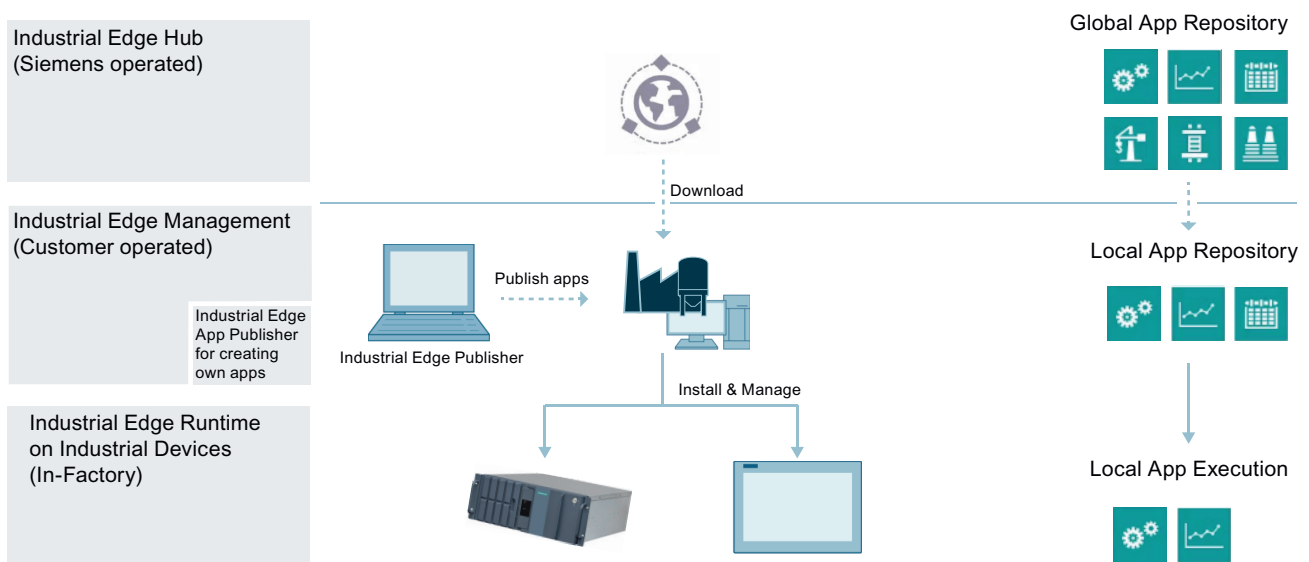 Industrial Edge Hub
(Siemens operated)
Global App Repository
Download
Industrial Edge Management
(Customer operated)
Industrial Edge
App Publisher
for creating
own apps
Publish apps
Industrial Edge Publisher
Local App Repository
Install & Manage
Industrial Edge Runtime
on Industrial Devices
(In-Factory)
Local App Execution